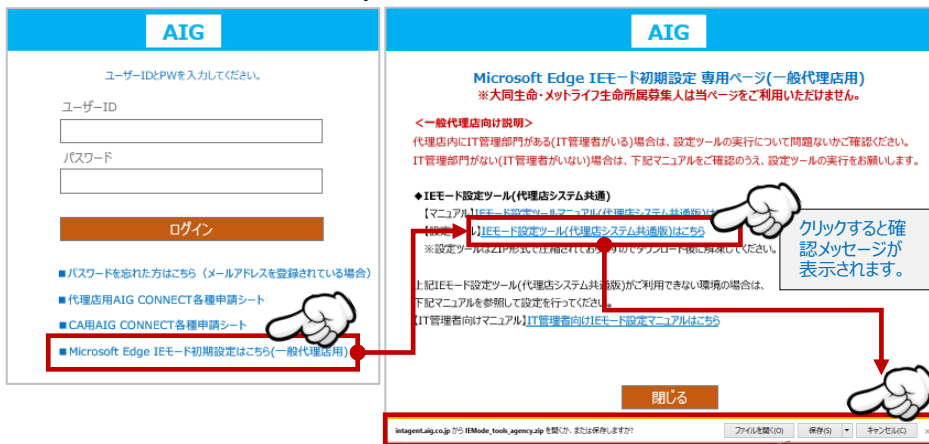 AIG
ユーザーIDとPWを入力してください。
ユーザーID
パスワード
ログイン
■パスワードを忘れた方はこちら（メールアドレスを登録されている場合）
■代理店用AIG CONNECT各種申請シート
■CA用AIG CONNECT各種申請シート
■Microsoft Edge IEモード初期設定はこちら(一般代理店用)
AIG
Microsoft Edge IEモード初期設定 専用ページ(一般代理店用)
※大同生命・メットライフ生命所属募集人は当ページをご利用いただけません。
＜一般代理店向け説明＞
代理店内にIT管理部門がある(IT管理者がいる)場合は、設定ツールの実行について問題ないかご確認ください。
IT管理部門がない(IT管理者がいない)場合は、下記マニュアルをご確認のうえ、設定ツールの実行をお願いします。
◆IEモード設定ツール(代理店システム共通)
【マニュアル】IEモード設定ツールマニュアル(代理店システム共通版)は
【設定 ル】IEモード設定ツール(代理店システム共通版)はこちら
※設定ツールはZIP形式で圧縮されており すのでダウンロード後に解凍してください。
上記IEモード設定ツール(代理店システム共通版)がご利用できない環境の場合は、
下記マニュアルを参照して設定を行ってください。
【IT管理者向けマニュアル】IT管理者向けIEモード設定マニュアルはこちら
クリックすると確
認メッセージが
表示されます。
閉じる
intagent.aig.co.jp から IEMode_tools_agency.zip を開くか、または保存しますか?
ファイルを開く(O) 保存(S) ▼ キャンセル(C) ×